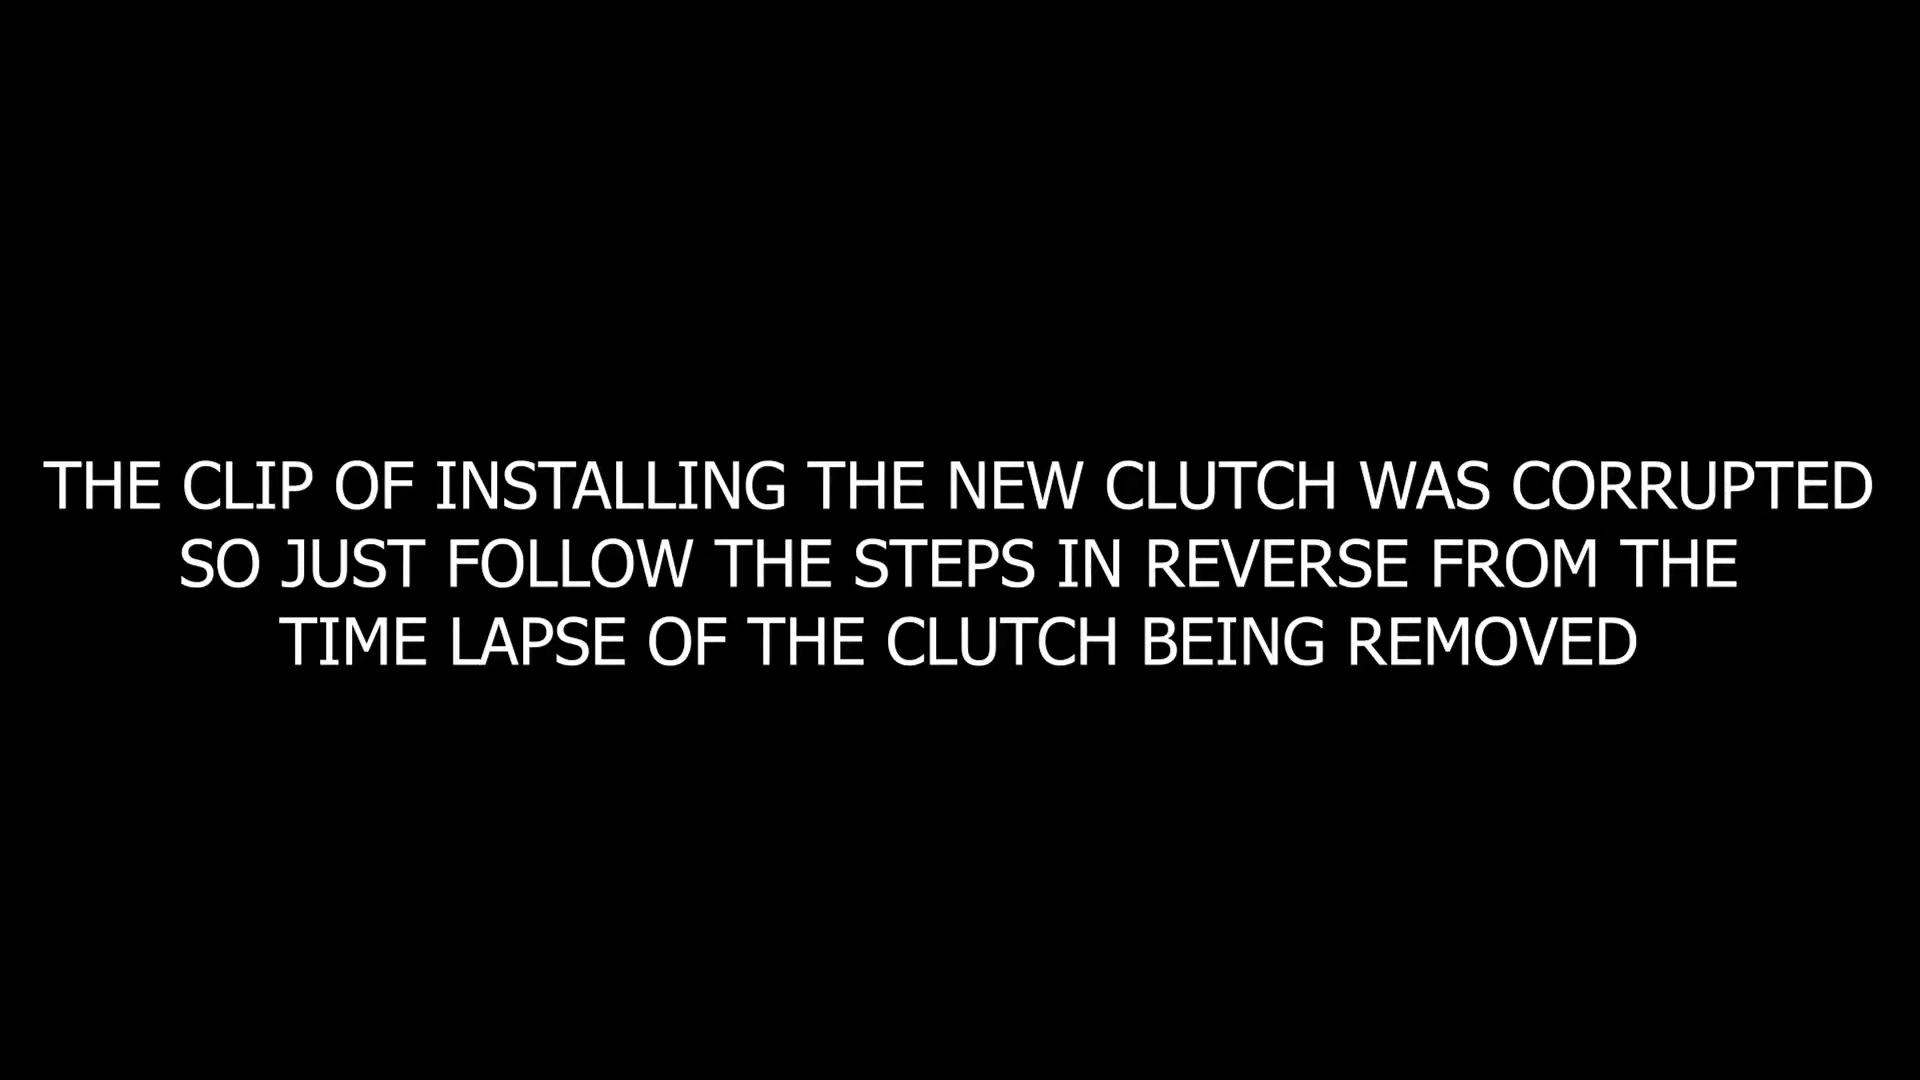 THE CLIP OF INSTALLING THE NEW CLUTCH WAS CORRUPTED
SO JUST FOLLOW THE STEPS IN REVERSE FROM THE
TIME LAPSE OF THE CLUTCH BEING REMOVED